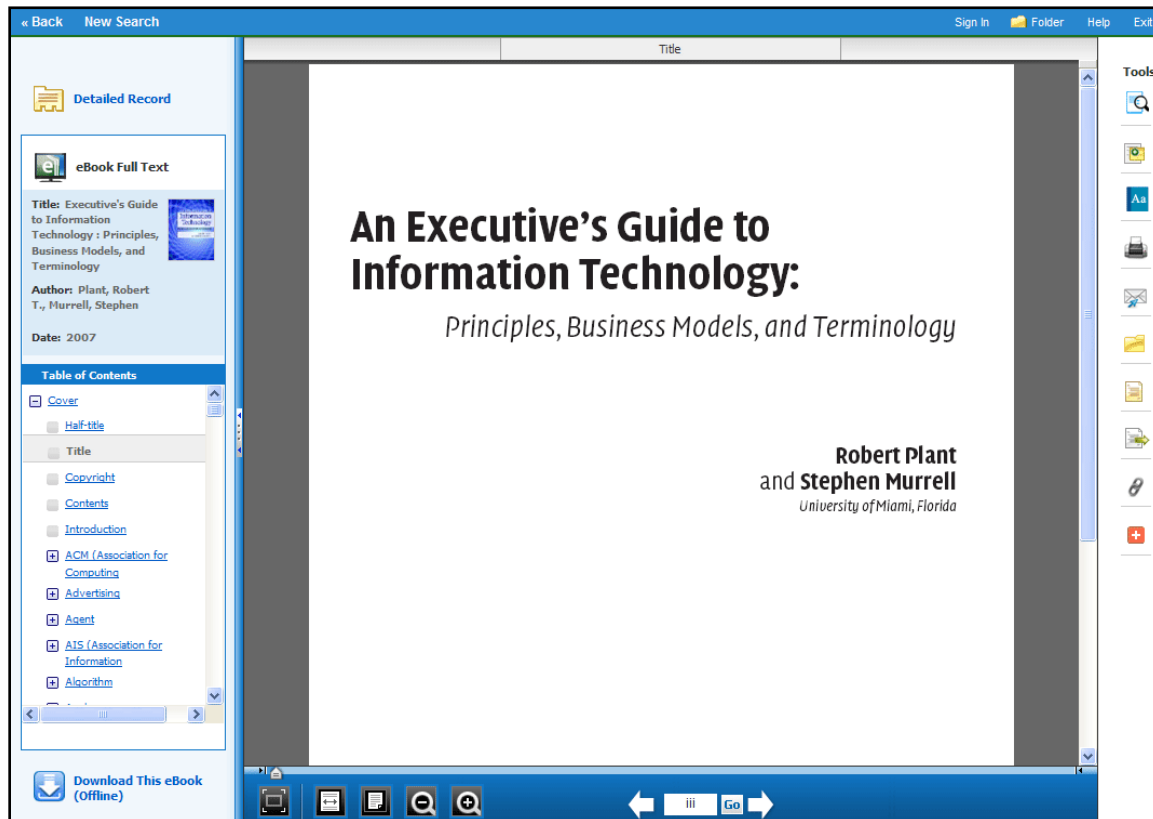 « Back New Search Sign In Folder Help Exit
Title
Tools
Detailed Record
eBook Full Text
Title: Executive's Guide
to Information
Technology : Principles,
Business Models, and
Terminology
Information
Technology
Author: Plant, Robert
T., Murrell, Stephen
Date: 2007
Table of Contents
Cover
Half-title
Title
Copyright
Contents
Introduction
ACM (Association for
Computing
Advertising
Agent
AIS (Association for
Information
Algorithm
Download This eBook
(Offline)
An Executive's Guide to
Information Technology:
Principles, Business Models, and Terminology
Robert Plant
and Stephen Murrell
University of Miami, Florida
Aa
iii Go